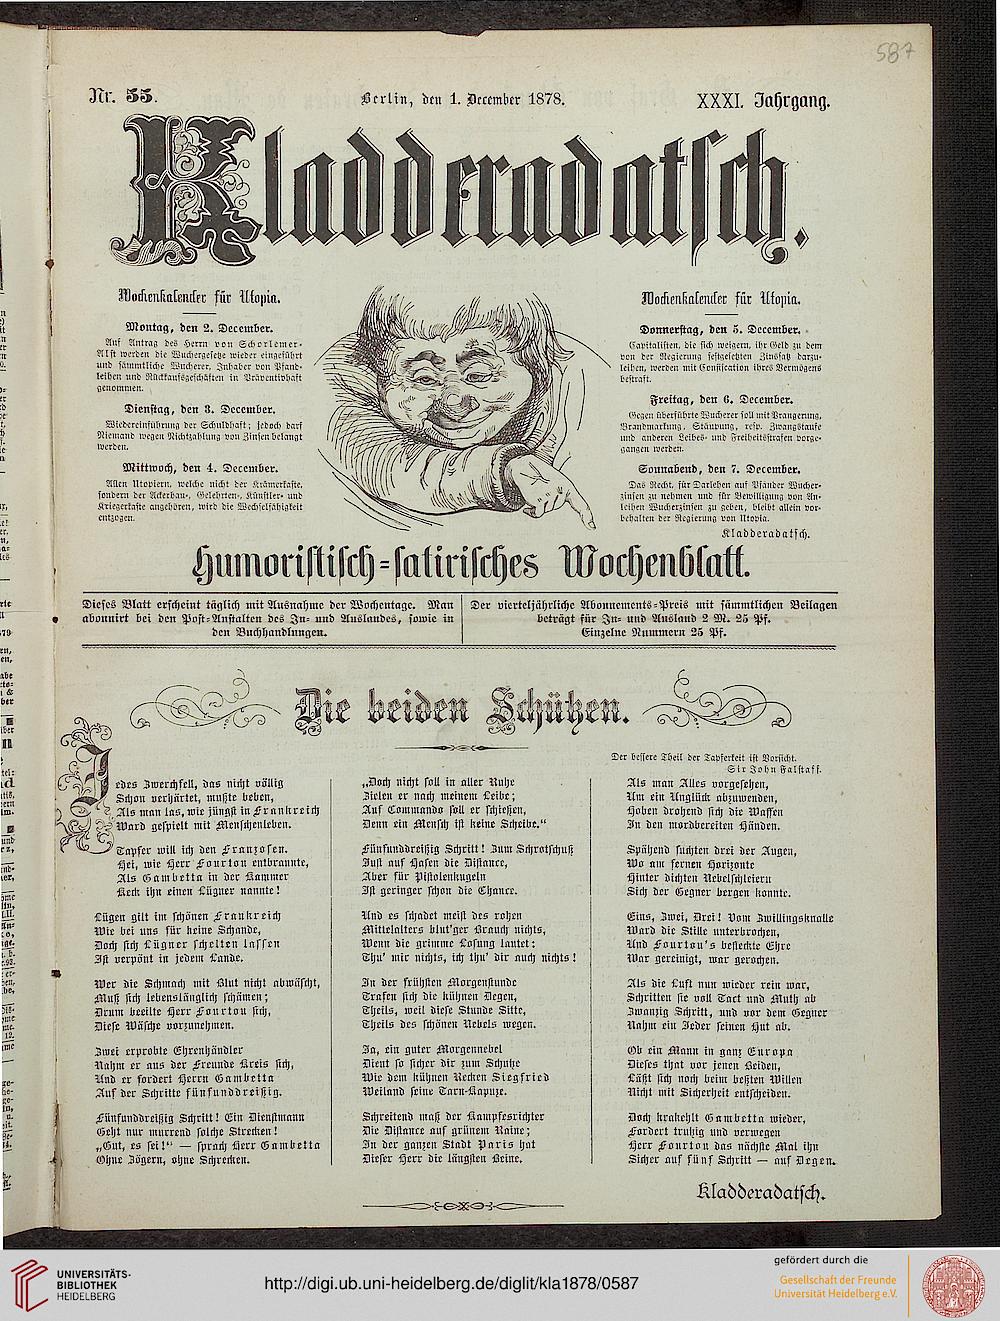 587
Nr. 55.
Berlin, den 1. December 1878.
XXXI. Jahrgang.
Kladderadatsch.
Wochenkalender für Utopia.
Montag, den 2. December.
Auf Antrag des Herrn von Schorlemer-
Alst werden die Wuchergesetze wieder eingeführt
und sämmtliche Wucherer, Inhaber von Pfand-
leihen und Rückkaufsgeschäften in Präventivhaft
genommen.
Dienstag, den 3. December.
Wiedereinführung der Schuldhaft; jedoch darf
Niemand wegen Nichtzahlung von Zinsen belangt
werden.
Mittwoch, den 4. December.
Allen Utopiern, welche nicht der Krämerkaste,
sondern der Ackerbau-, Gelehrten-, Künstler- und
Kriegerkaste angehören, wird die Wechselfähigkeit
entzogen.
Wochenkalender für Utopia.
Donnerstag, den 5. December.
Capitalisten, die sich weigern, ihr Geld zu dem
von der Regierung festgesetzten Zinssatz darzu-
leihen, werden mit Confiscation ihres Vermögens
bestraft.
Freitag, den 6. December.
Gegen überführte Wucherer soll mit Prangerung,
Brandmarkung, Stäupung, resp. Zwangstaufe
und anderen Leibes- und Freiheitsstrafen vorge-
gangen werden.
Sonnabend, den 7. December.
Das Recht, für Darlehen auf Pfänder Wucher-
zinsen zu nehmen und für Bewilligung von An-
leihen Wucherzinsen zu geben, bleibt allein vor-
behalten der Regierung von Utopia.
Kladderadatsch.
Humoristisch-satirisches Wochenblatt.
Dieses Blatt erscheint täglich mit Ausnahme der Wochentage. Man
abonnirt bei den Post-Anstalten des In- und Auslandes, sowie in
den Buchhandlungen.
Der vierteljährliche Abonnements-Preis mit sämmtlichen Beilagen
beträgt für In- und Ausland 2 M. 25 Pf.
Einzelne Nummern 25 Pf.
Die beiden Schützen.
Der bessere Theil der Tapferkeit ist Vorsicht.
Sir John Falstaff.
Jedes Zwerchfell, das nicht völlig
Schon verhärtet, mußte beben,
Als man las, wie jüngst in Frankreich
Ward gespielt mit Menschenleben.
Tapfer will ich den Franzosen.
Hei, wie Herr Fourtou entbrannte,
Als Gambetta in der Kammer
Keck ihn einen Lügner nannte!
Lügen gilt im schönen Frankreich
Wie bei uns für keine Schande,
Doch sich Lügner schelten lassen
Ist verpönt in jedem Lande.
Wer die Schmach mit Blut nicht abwäscht,
Muß sich lebenslänglich schämen;
Drum beeilte Herr Fourtou sich,
Diese Wäsche vorzunehmen.
Zwei erprobte Ehrenhändler
Nahm er aus der Freunde Kreis sich,
Und er fordert Herrn Gambetta
Auf der Schritte fünfunddreißig.
Fünfunddreißig Schritt! Ein Dienstmann
Geht nur murrend solche Strecken!
„Gut, es sei!“ — sprach Herr Gambetta
Ohne Zögern, ohne Schrecken.
„Doch nicht soll in aller Ruhe
Zielen er nach meinem Leibe;
Auf Commando soll er schießen,
Denn ein Mensch ist keine Scheibe.“
Fünfunddreißig Schritt! Zum Schrotschuß
Just auf Hasen die Distance,
Aber für Pistolenkugeln
Ist geringer schon die Chance.
Und es schadet meist des rohen
Mittelalters blut'ger Brauch nichts,
Wenn die grimme Losung lautet:
Thu' mir nichts, ich thu' dir auch nichts!
In der frühsten Morgenstunde
Trafen sich die kühnen Degen,
Theils, weil diese Stunde Sitte,
Theils des schönen Nebels wegen.
Ja, ein guter Morgennebel
Dient so sicher dir zum Schutze
Wie dem kühnen Recken Siegfried
Weiland seine Tarn-Kapuze.
Schreitend maß der Kampfesrichter
Die Distance auf grünem Raine;
In der ganzen Stadt Paris hat
Dieser Herr die längsten Beine.
Als man Alles vorgesehen,
Um ein Unglück abzuwenden,
Hoben drohend sich die Waffen
In den mordbereiten Händen.
Spähend suchten drei der Augen,
Wo am fernen Horizonte
Hinter dichten Nebelschleiern
Sich der Gegner bergen konnte.
Eins, Zwei, Drei! Vom Zwillingsknalle
Ward die Stille unterbrochen,
Und Fourtou's befleckte Ehre
War gereinigt, war gerochen.
Als die Luft nun wieder rein war,
Schritten sie voll Tact und Muth ab
Zwanzig Schritt, und vor dem Gegner
Nahm ein Jeder seinen Hut ab.
Ob ein Mann in ganz Europa
Dieses that vor jenen Beiden,
Läßt sich noch beim besten Willen
Nicht mit Sicherheit entscheiden.
Doch krakehlt Gambetta wieder,
Fordert trutzig und verwegen
Herr Fourtou das nächste Mal ihn
Sicher auf fünf Schritt — auf Degen.
Kladderadatsch.
UNIVERSITÄTS-
BIBLIOTHEK
HEIDELBERG
http://digi.ub.uni-heidelberg.de/diglit/kla1878/0587
gefördert durch die
Gesellschaft der Freunde
Universität Heidelberg e.V.